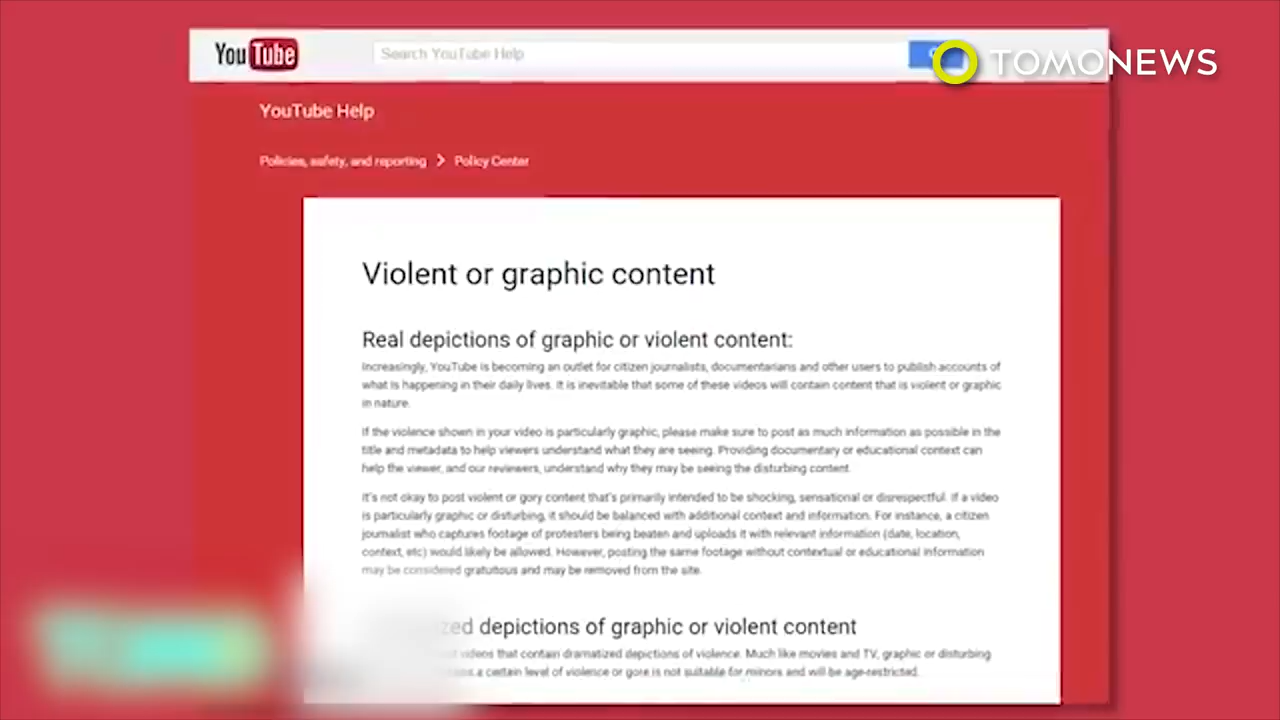 YouTube
Search YouTube Help
TOMONEWS
YouTube Help
Policies, safety, and reporting > Policy Center
Violent or graphic content
Real depictions of graphic or violent content:
Increasingly, YouTube is becoming an outlet for citizen journalists, documentarians and other users to publish accounts of
what is happening in their daily lives. It is inevitable that some of these videos will contain content that is violent or graphic
in nature.
If the violence shown in your video is particularly graphic, please make sure to post as much information as possible in the
title and metadata to help viewers understand what they are seeing. Providing documentary or educational context can
help the viewer, and our reviewers, understand why they may be seeing the disturbing content.
It's not okay to post violent or gory content that's primarily intended to be shocking, sensational or disrespectful. If a video
is particularly graphic or disturbing, it should be balanced with additional context and information. For instance, a citizen
journalist who captures footage of protesters being beaten and uploads it with relevant information (date, location,
context, etc) would likely be allowed. However, posting the same footage without contextual or educational information
may be considered gratuitous and may be removed from the site.
zed depictions of graphic or violent content
videos that contain dramatized depictions of violence. Much like movies and TV, graphic or disturbing
a certain level of violence or gore is not suitable for minors and will be age-restricted.